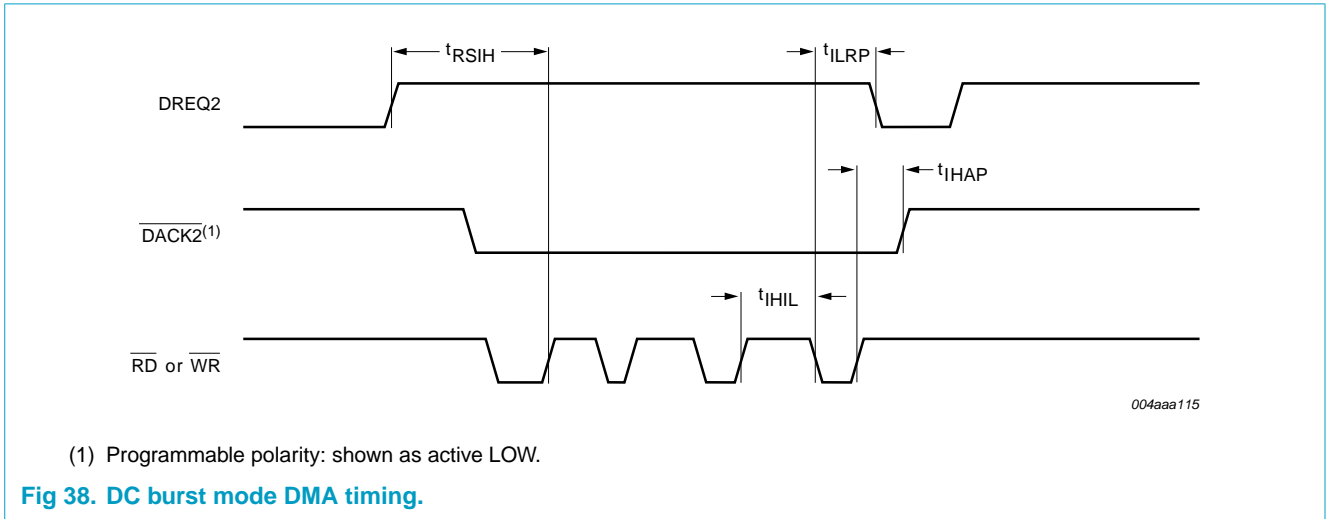 tRSIH
tILRP
DREQ2
tIHAP
DACK2(1)
tIHIL
RD or WR
004aaa115
(1) Programmable polarity: shown as active LOW.
Fig 38. DC burst mode DMA timing.